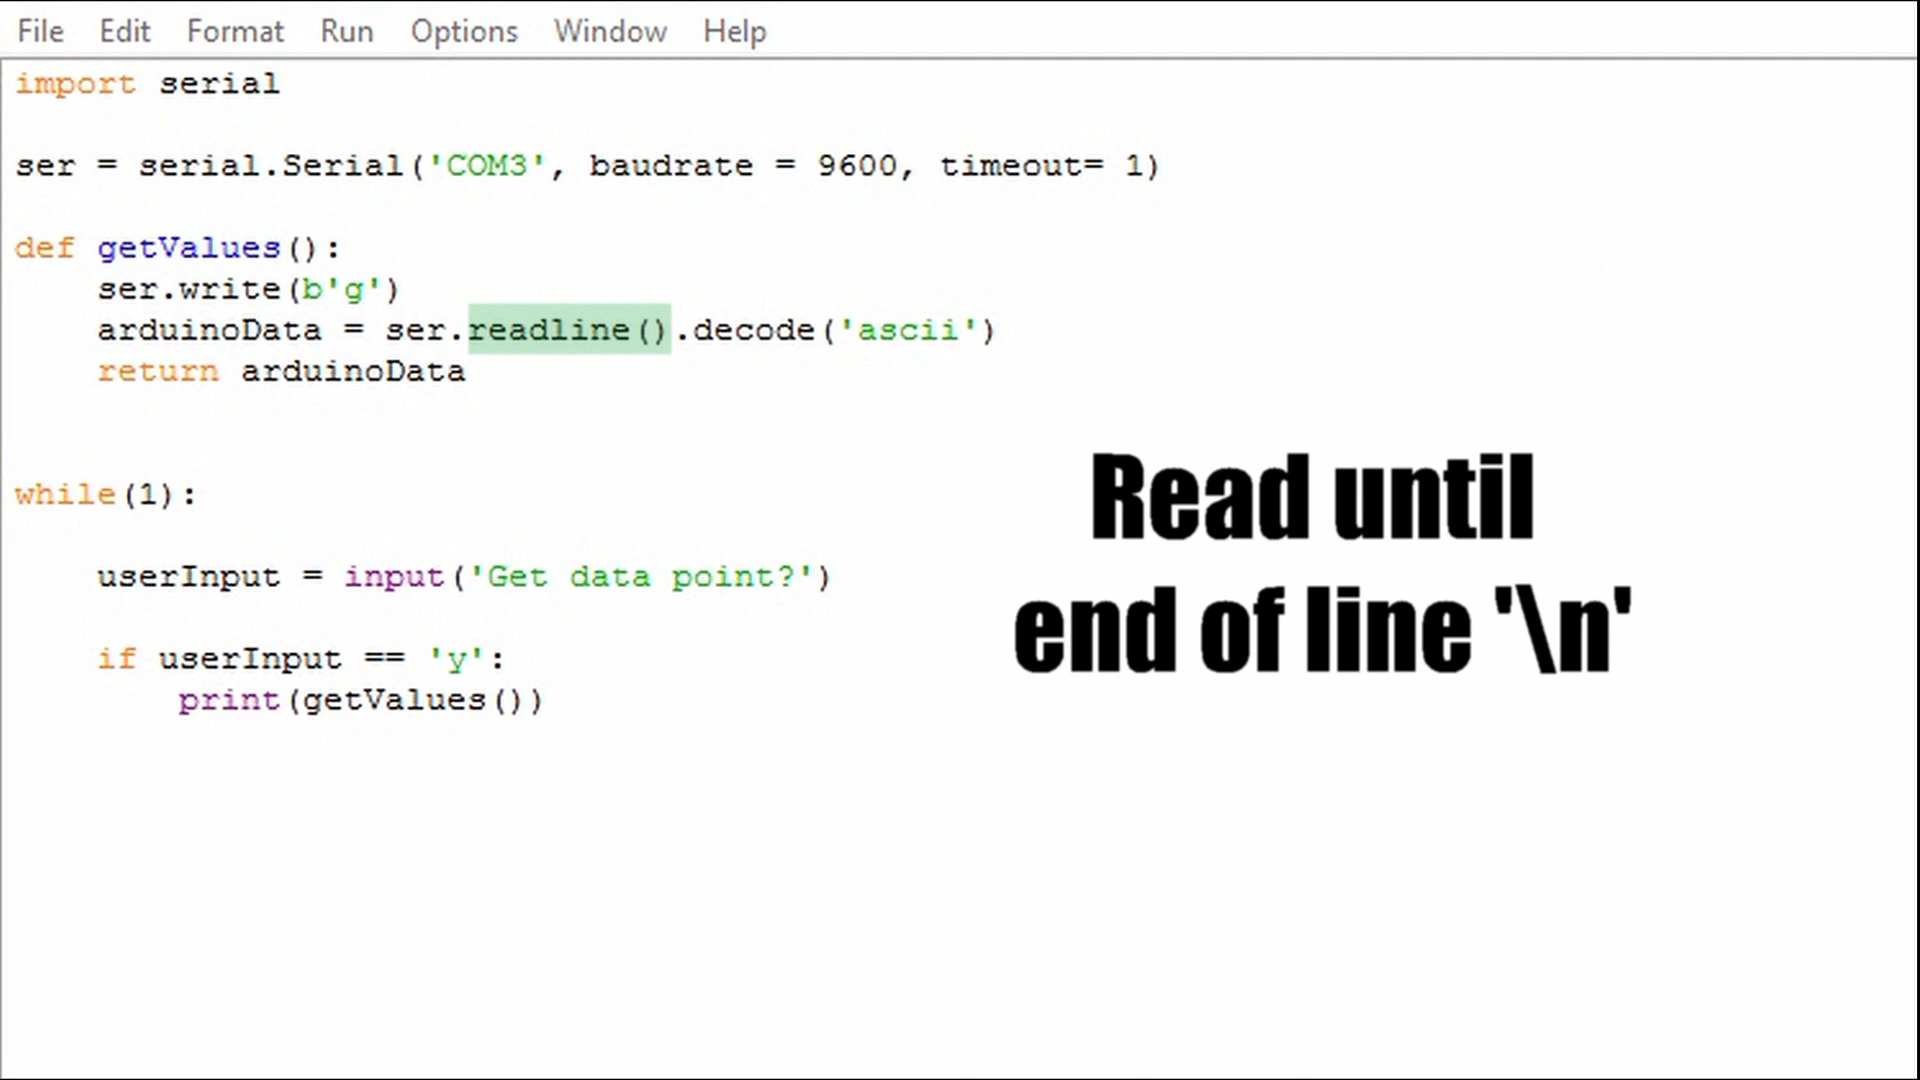 File Edit Format Run Options Window Help
import serial
ser = serial.Serial('COM3', baudrate = 9600, timeout= 1)
def getValues():
    ser.write(b'g')
    arduinoData = ser.readline().decode('ascii')
    return arduinoData
while(1):
    userInput = input('Get data point?')
    if userInput == 'y':
        print(getValues())
Read until
end of line '\n'